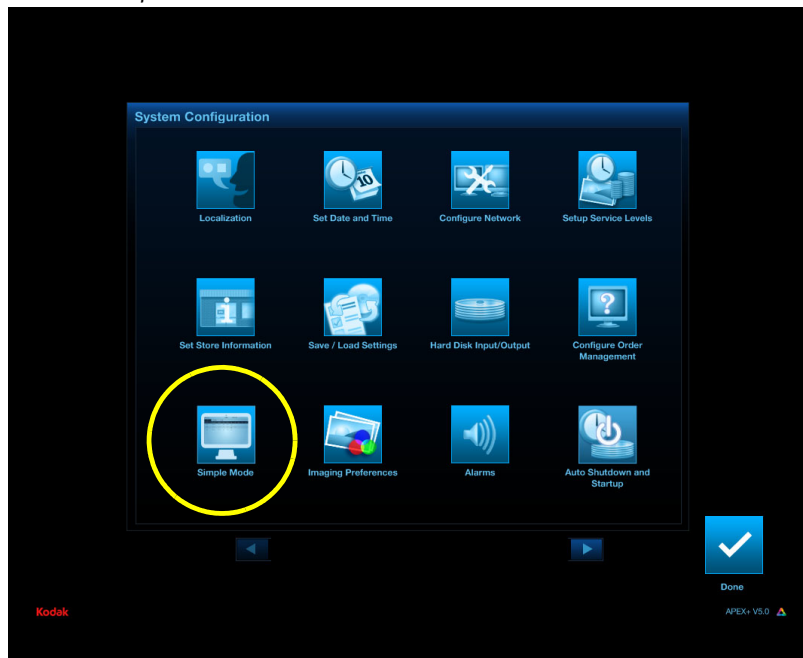 System Configuration
Localization
Set Date and Time
Configure Network
Setup Service Levels
10
Set Store Information
Save / Load Settings
Hard Disk Input/Output
Configure Order
Management
?
i
Simple Mode
Imaging Preferences
Alarms
Auto Shutdown and
Startup
Done
Kodak
APEX+ V5.0